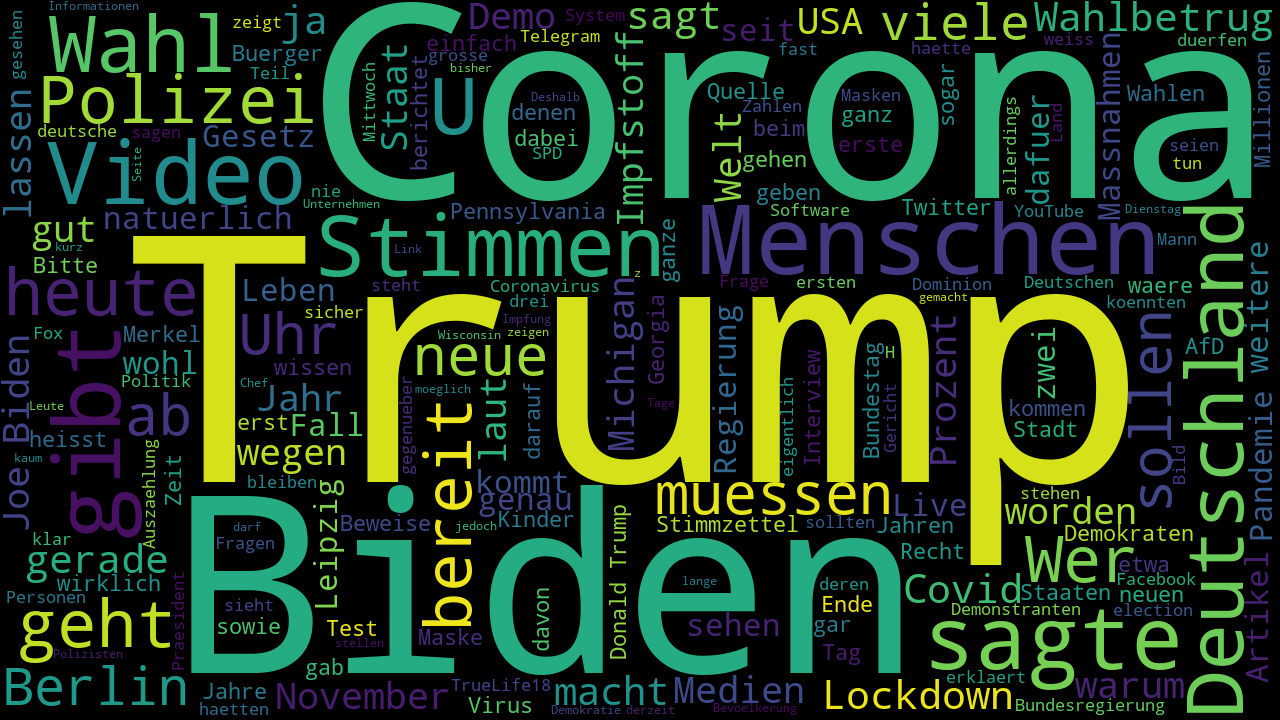 Informationen
gesehen
Wahl
zeigt
ja
Buerger
Teil
Polizei
deutsche
sagen
Gesetz
lassen
Video
Seite
nie
Unternehmen
natuerlich
gut
kurz
Bitte
Corona
Mittwoch
Staat
berichtet
U
Demo
System
einfach
Telegram
grosse
bisher
Deshalb
denen
dabei
SPD
sagt
Impfstoff
seit
USA
fast
Quelle
Zahlen
beim
Welt
gehen
geben
viele
haette
Masken
ganz
erste
sogar
Wahlbetrug
weiss
duerfen
Massnahmen
Wahlen
Millionen
allerdings
dafuer
Land
seien
tun
Pennsylvania
Software
Twitter
YouTube
Dienstag
Stimmen
Link
z
ganze
Menschen
Mann
Deutschland
heute
Leben
steht
sicher
Coronavirus
drei
Impfung
Frage
ersten
Dominion
gemacht
Deutschen
waere
koennten
Trump
Fox
Merkel
gibt
wohl
Politik
Uhr
wissen
Wisconsin
zeigen
neue
Michigan
Georgia
Regierung
Interview
eigentlich
Bundestag
H
Gericht
Prozent
zwei
kommen
Stadt
sollen
AfD
weitere
Pandemie
Joe Biden
Leute
heisst
kaum
ab
Chef
Jahr
erst
Fall
gegenueber
moeglich
laut
darauf
Tage
Bild
Auszaehlung
Zeit
wegen
bereit
kommt
genau
Kinder
jedoch
muessen
Stimmzettel
sollten
Live
Jahren
Recht
stehen
worden
Demokraten
klar
gerade
wirklich
bleiben
Leipzig
Beweise
Biden
darf
Fragen
sieht
sowie
Test
stellen
Maske
davon
Donald Trump
lange
sehen
deren
Ende
gar
Tag
Covid
Wer
etwa
Facebook
Staaten
neuen
Demonstranten
election
Artikel
Personen
geht
Praesident
Polizisten
gab
sagte
erklaert
warum
Berlin
Jahre
haetten
November
TrueLife18
Virus
macht
Demokratie
derzeit
Medien
Bevoelkerung
Lockdown
Bundesregierung